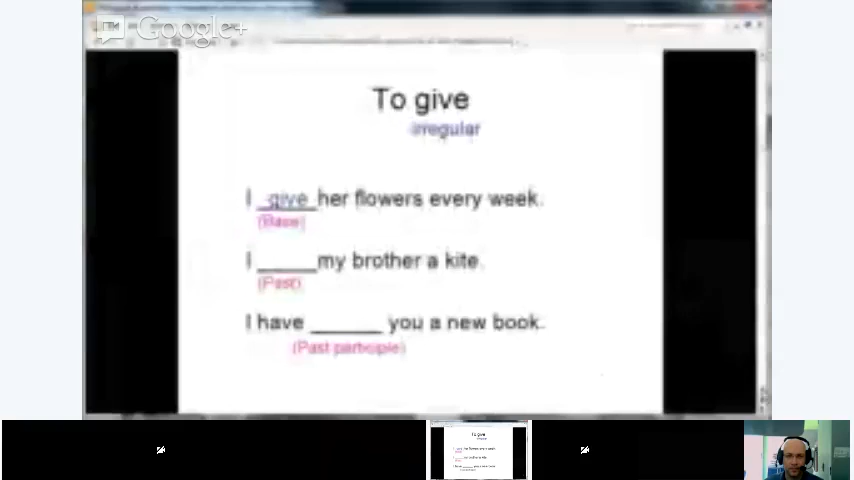 Google+
To give
irregular
I give her flowers every week.
(Base)
I _____ my brother a kite.
(Past)
I have ______ you a new book.
(Past participle)